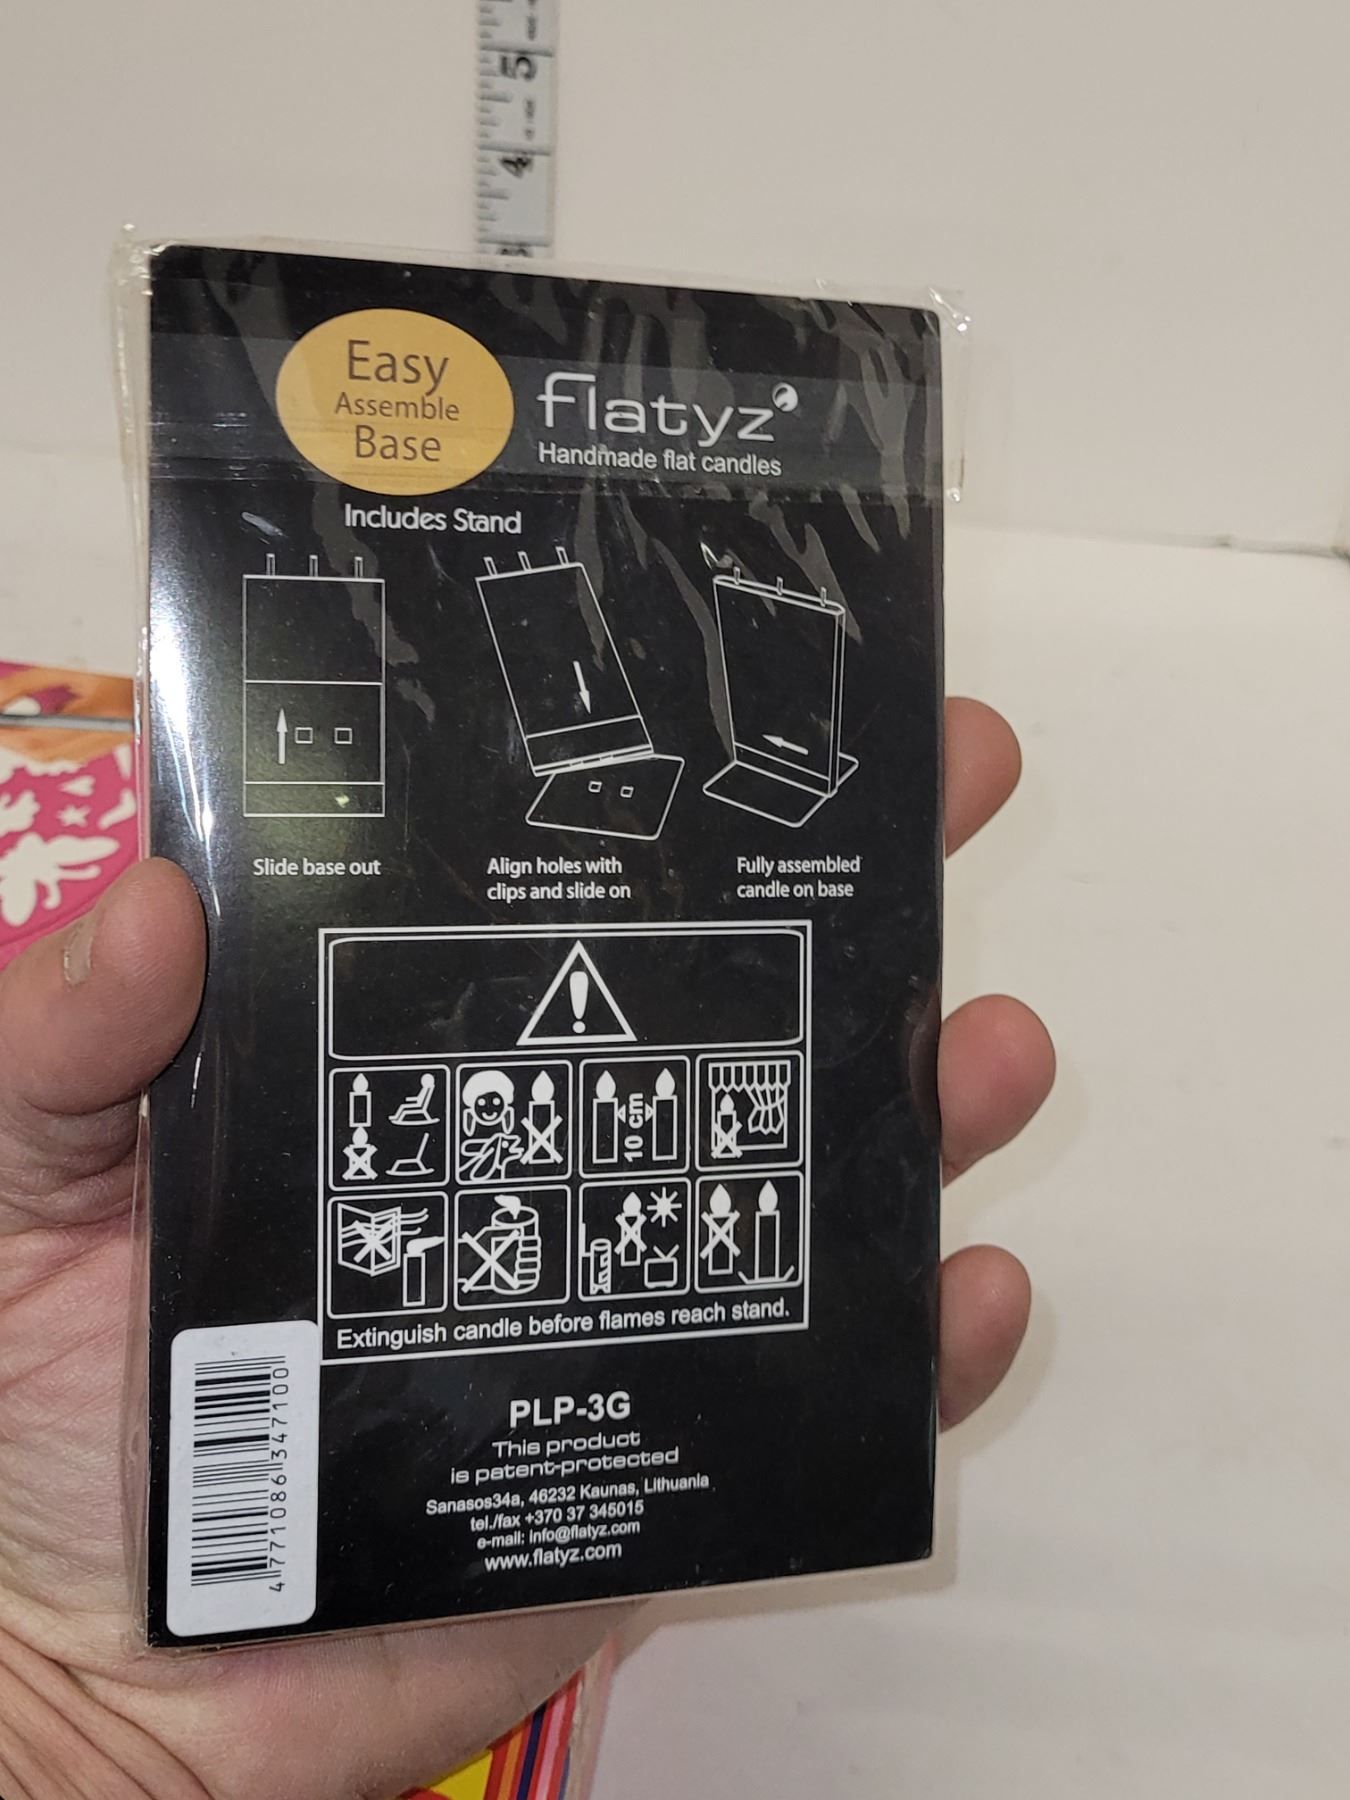 5
4
3
Easy
Assemble
Base
flatyz
Handmade flat candles
Includes Stand
Slide base out
Align holes with
clips and slide on
Fully assembled
candle on base
10 cm
Extinguish candle before flames reach stand.
4 771086 347100
PLP-3G
This product
is patent-protected
Sanasos34a, 46232 Kaunas, Lithuania
tel./fax +370 37 345015
e-mail: info@flatyz.com
www.flatyz.com